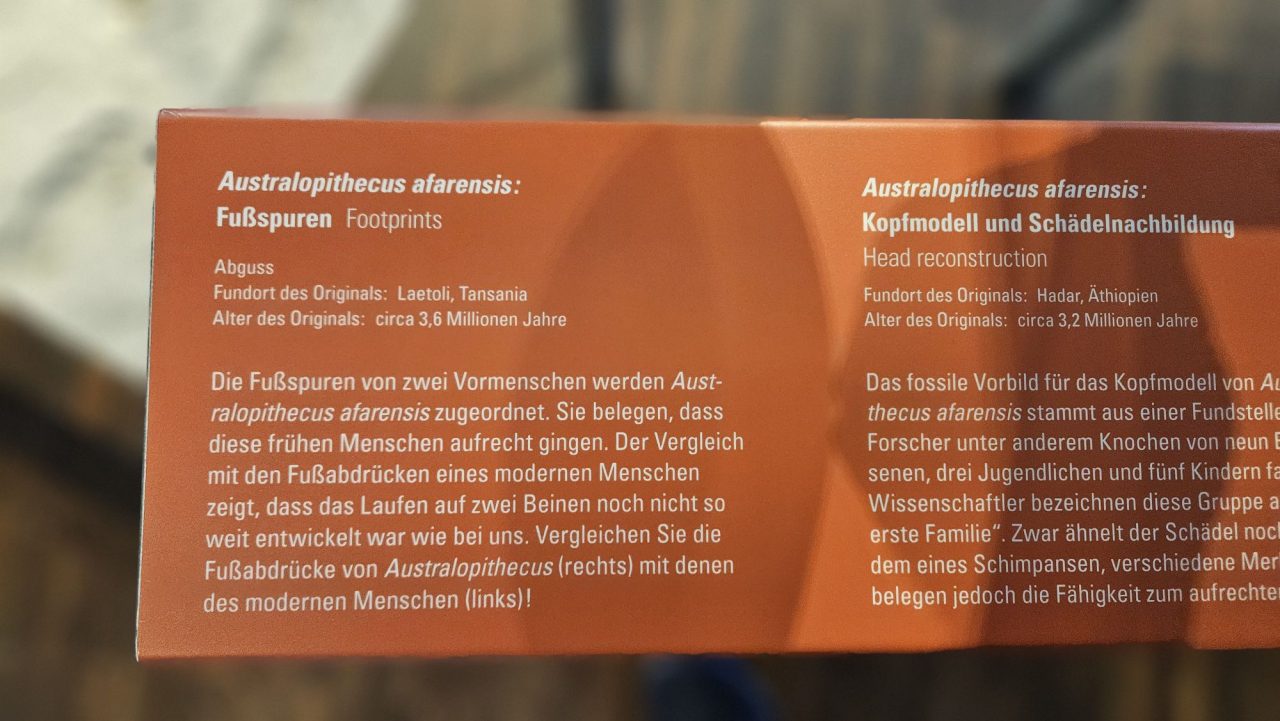 Australopithecus afarensis:
Fußspuren Footprints
Abguss
Fundort des Originals: Laetoli, Tansania
Alter des Originals: circa 3,6 Millionen Jahre
Die Fußspuren von zwei Vormenschen werden Aust-
ralopithecus afarensis zugeordnet. Sie belegen, dass
diese frühen Menschen aufrecht gingen. Der Vergleich
mit den Fußabdrücken eines modernen Menschen
zeigt, dass das Laufen auf zwei Beinen noch nicht so
weit entwickelt war wie bei uns. Vergleichen Sie die
Fußabdrücke von Australopithecus (rechts) mit denen
des modernen Menschen (links)!
Australopithecus afarensis:
Kopfmodell und Schädelnachbildung
Head reconstruction
Fundort des Originals: Hadar, Äthiopien
Alter des Originals: circa 3,2 Millionen Jahre
Das fossile Vorbild für das Kopfmodell von
thecus afarensis stammt aus einer Fundstelle
Forscher unter anderem Knochen von neun
senen, drei Jugendlichen und fünf Kindern
Wissenschaftler bezeichnen diese Gruppe
erste Familie“. Zwar ähnelt der Schädel noch
dem eines Schimpansen, verschiedene
belegen jedoch die Fähigkeit zum